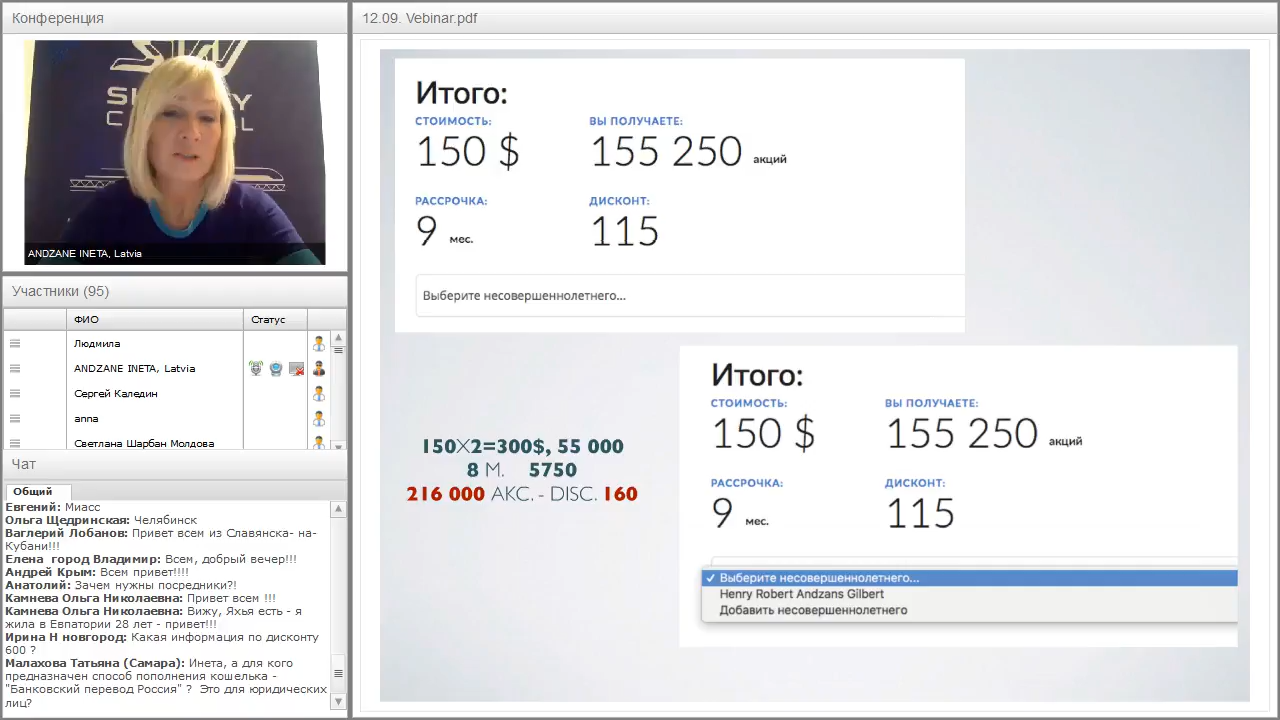 Конференция
SKY
C
ANDZANE INETA, Latvia
Участники (95)
ФИО
Статус
Людмила
ANDZANE INETA, Latvia
Сергей Каледин
anna
Светлана Шарбан Молдова
Чат
Общий
Евгений: Миасс
Ольга Щедринская: Челябинск
Ваглерий Лобанов: Привет всем из Славянска- на-
Кубани!!!
Елена город Владимир: Всем, добрый вечер!!!
Андрей Крым: Всем привет!!!!
Анатолий: Зачем нужны посредники?!
Камнева Ольга Николаевна: Привет всем !!!
Камнева Ольга Николаевна: Вижу, Яхья есть - я
жила в Евпатории 28 лет - привет!!!
Ирина Н новгород: Какая информация по дисконту
600 ?
Малахова Татьяна (Самара): Инета, а для кого
предназначен способ пополнения кошелька -
"Банковский перевод Россия" ? Это для юридических
лиц?
12.09. Vebinar.pdf
Итого:
СТОИМОСТЬ: ВЫ ПОЛУЧАЕТЕ:
150 $ 155 250 акций
РАССРОЧКА: ДИСКОНТ:
9 мес. 115
Выберите несовершеннолетнего...
150X2=300$, 55 000
8 М. 5750
216 000 АКС. - DISC. 160
Итого:
СТОИМОСТЬ: ВЫ ПОЛУЧАЕТЕ:
150 $ 155 250 акций
РАССРОЧКА: ДИСКОНТ:
9 мес. 115
✓ Выберите несовершеннолетнего...
Henry Robert Andzans Gilbert
Добавить несовершеннолетнего